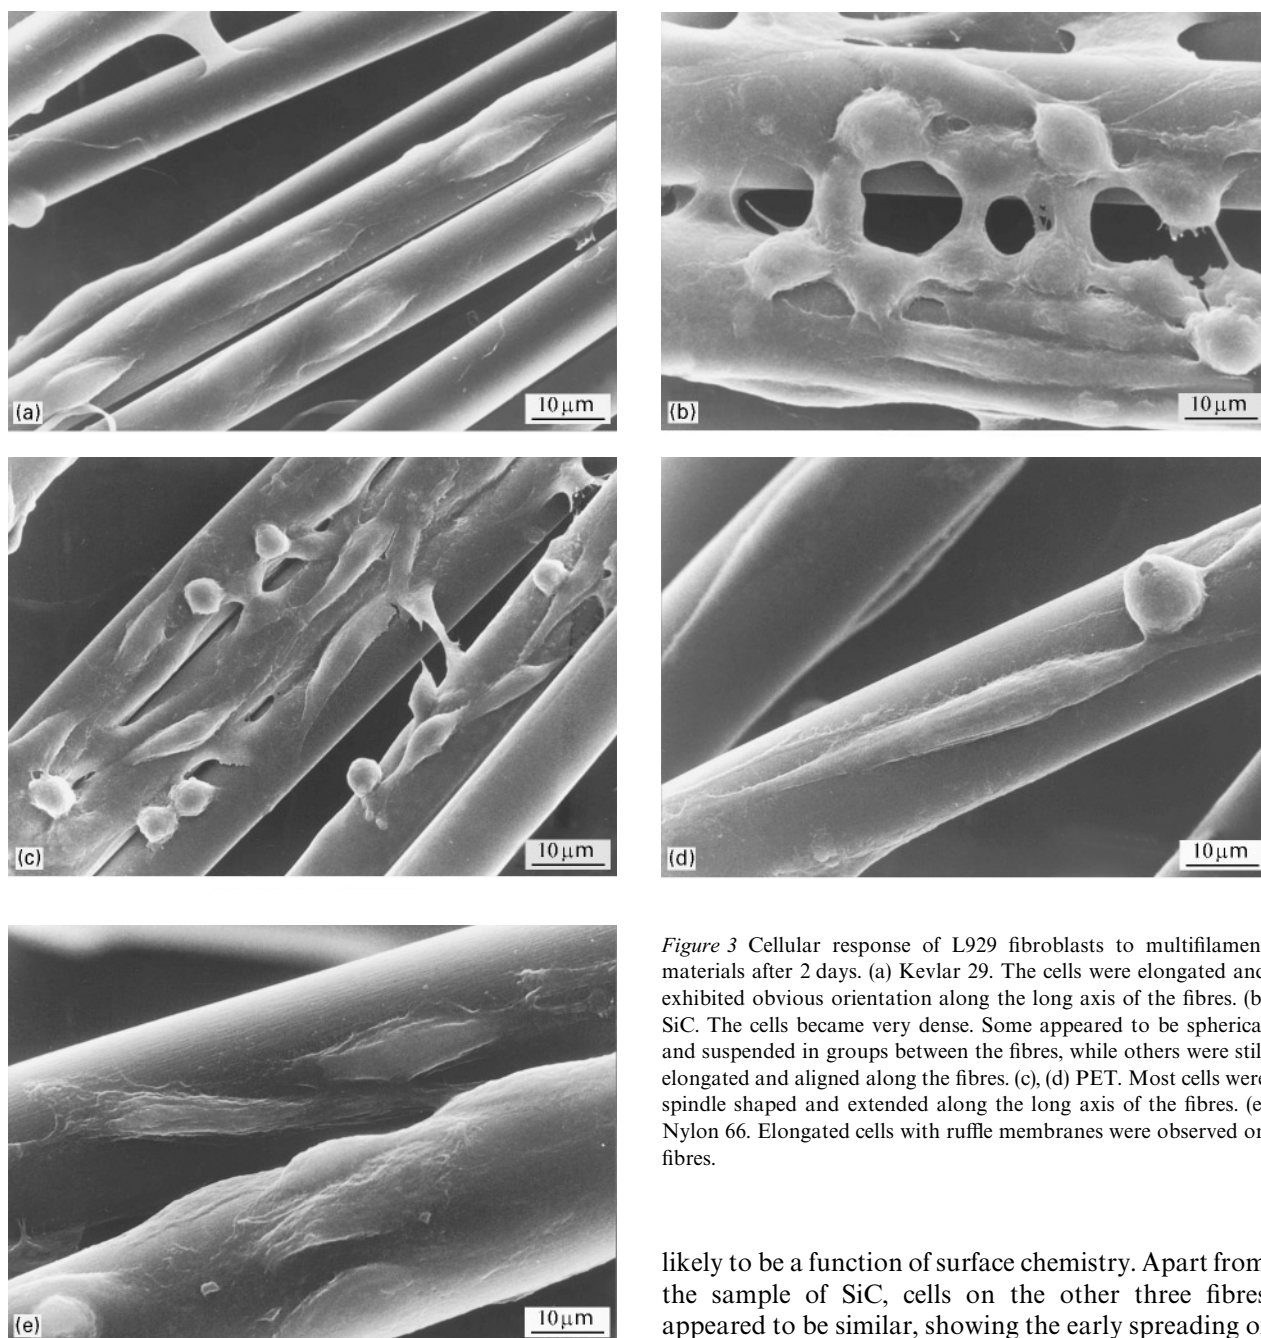 (a)
10 μm
(b)
10 μm
(c)
10 μm
(d)
10 μm
(e)
10 μm
Figure 3 Cellular response of L929 fibroblasts to multifilamen
materials after 2 days. (a) Kevlar 29. The cells were elongated and
exhibited obvious orientation along the long axis of the fibres. (b
SiC. The cells became very dense. Some appeared to be spherica
and suspended in groups between the fibres, while others were stil
elongated and aligned along the fibres. (c), (d) PET. Most cells were
spindle shaped and extended along the long axis of the fibres. (e
Nylon 66. Elongated cells with ruffle membranes were observed on
fibres.
likely to be a function of surface chemistry. Apart from
the sample of SiC, cells on the other three fibres
appeared to be similar, showing the early spreading o